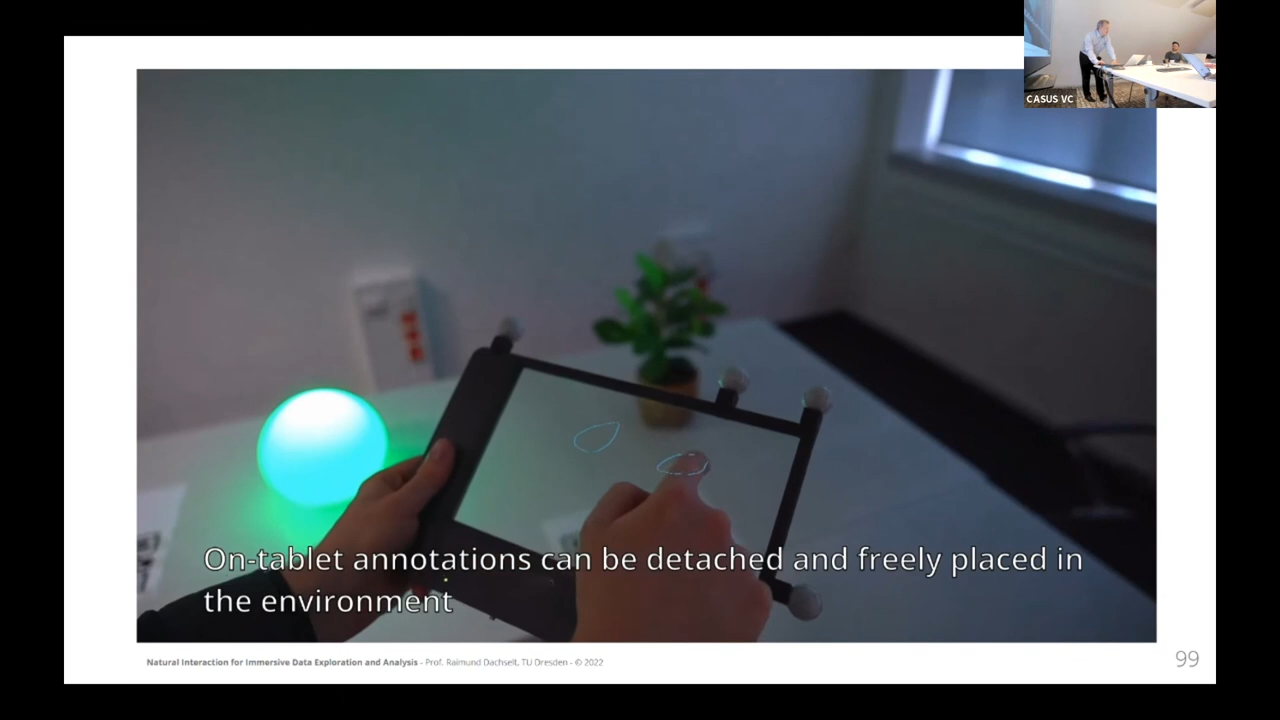 CASUS VC
On-tablet annotations can be detached and freely placed in
the environment
Natural Interaction for Immersive Data Exploration and Analysis - Prof. Raimund Dachselt, TU Dresden - © 2022
99